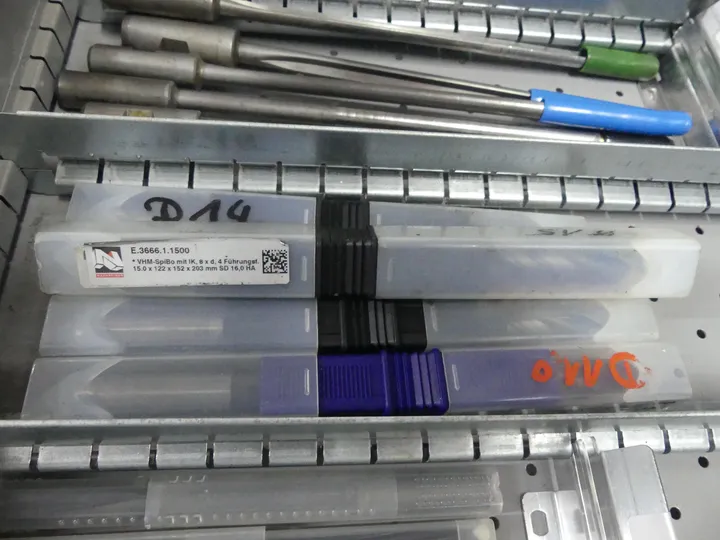 D14
E.3666.1.1500
* VHM-SpiBo mit IK, 8 x d, 4 Führungsf.
15.0 x 122 x 152 x 203 mm SD 16,0 HA
D11.0